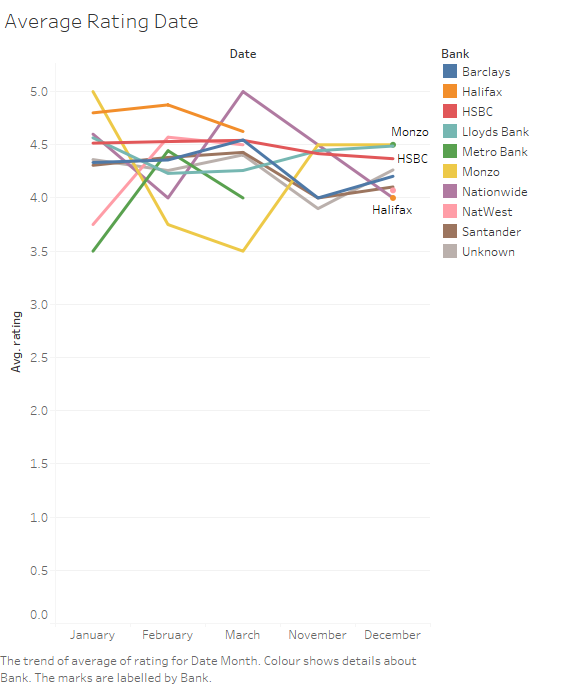 Average Rating Date
Date
Bank
Barclays
Halifax
HSBC
Lloyds Bank
Metro Bank
Monzo
Nationwide
NatWest
Santander
Unknown
Avg. rating
5.0
4.5
4.0
3.5
3.0
2.5
2.0
1.5
1.0
0.5
0.0
Monzo
HSBC
Halifax
January February March November December
The trend of average of rating for Date Month. Colour shows details about
Bank. The marks are labelled by Bank.